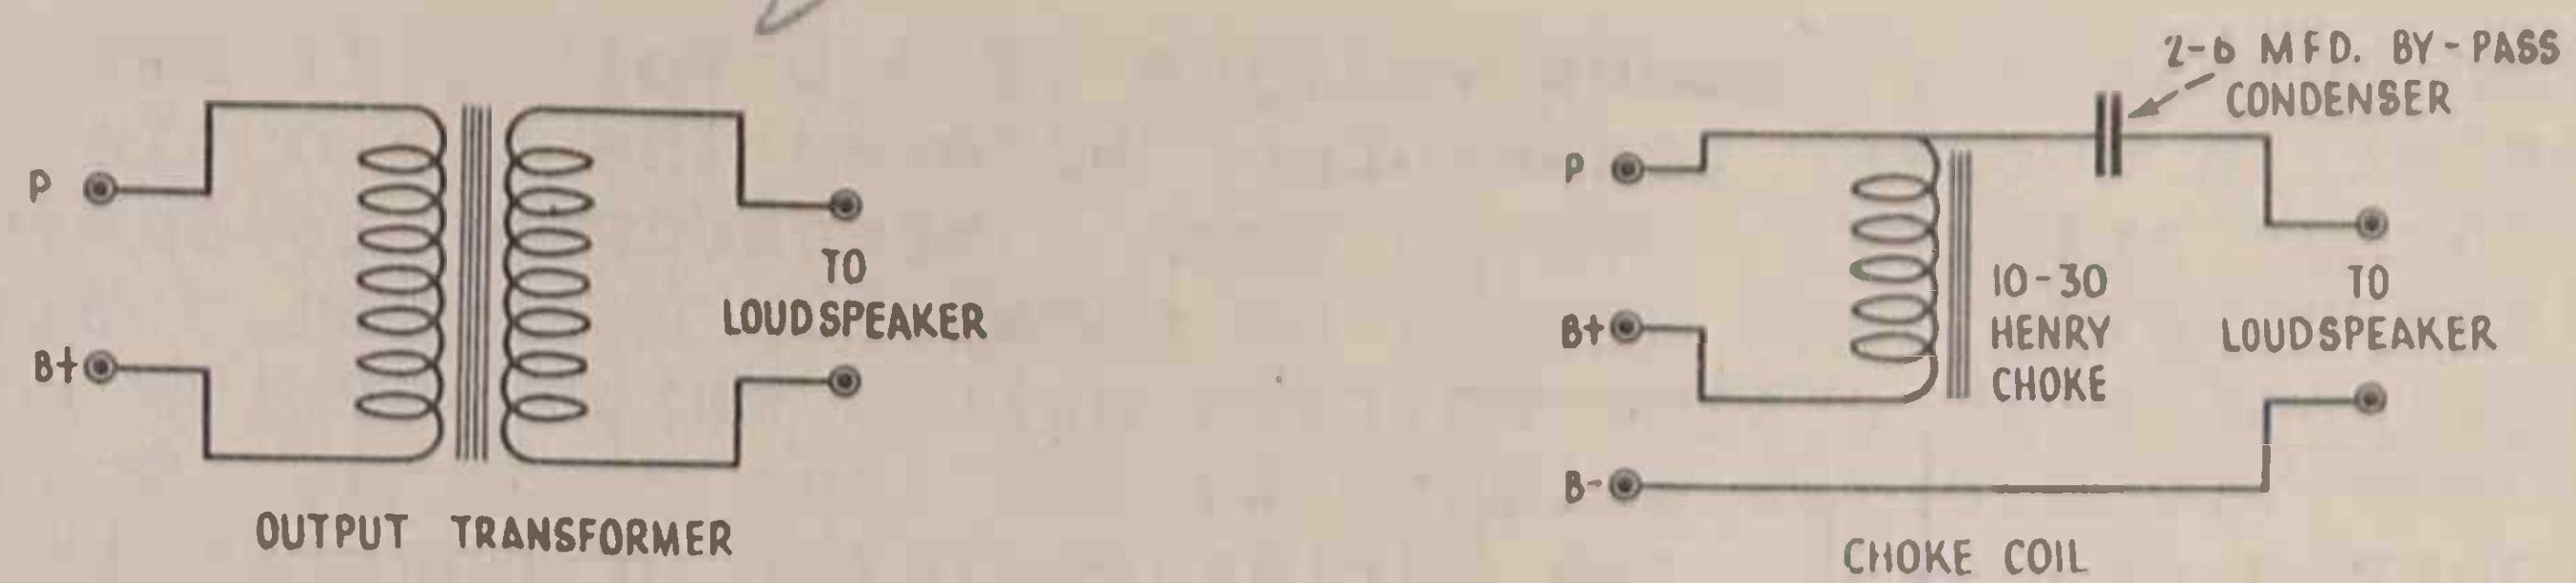 P
B+
TO
LOUDSPEAKER
OUTPUT TRANSFORMER
2-6 MFD. BY-PASS
CONDENSER
P
B+
B-
10-30
HENRY
CHOKE
TO
LOUDSPEAKER
CHOKE COIL